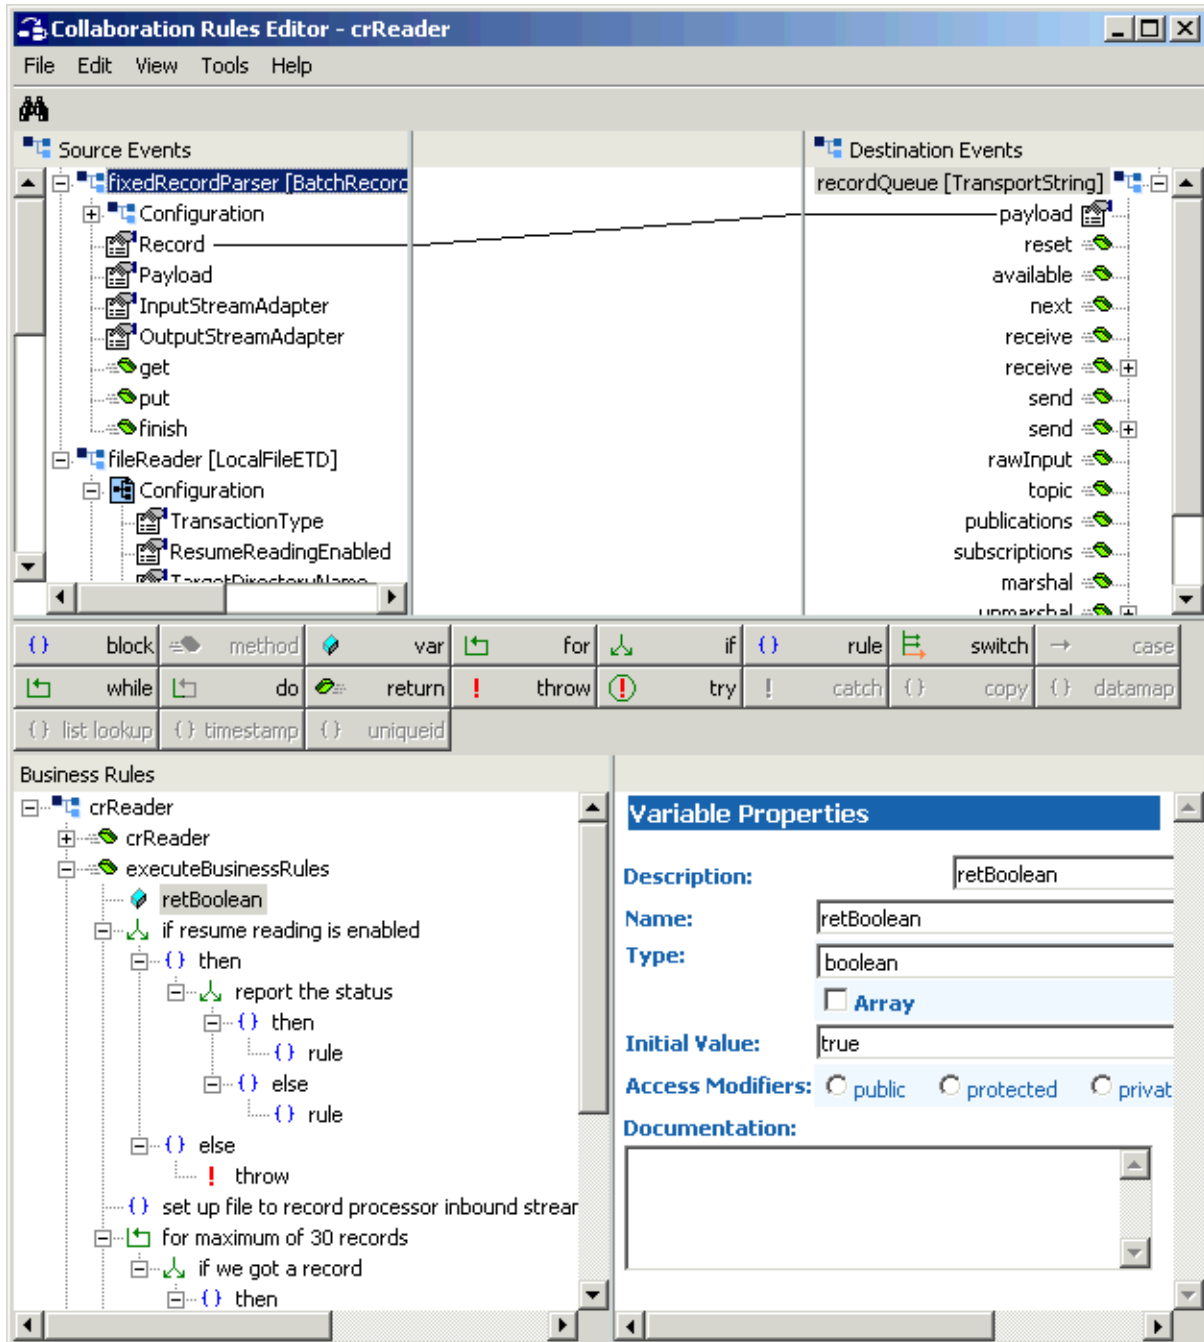 Collaboration Rules Editor - crReader
File Edit View Tools Help
Source Events
fixedRecordParser [BatchRecord
Configuration
Record
Payload
InputStreamAdapter
OutputStreamAdapter
get
put
finish
fileReader [LocalFileETD]
Configuration
TransactionType
ResumeReadingEnabled
TargetDirectoryName
Destination Events
recordQueue [TransportString]
payload
reset
available
next
receive
receive
send
send
rawInput
topic
publications
subscriptions
marshal
unmarshal
{} block method var for if {} rule switch case
while do return ! throw ! try ! catch {} copy {} datamap
{} list lookup {} timestamp {} uniqueid
Business Rules
crReader
crReader
executeBusinessRules
retBoolean
if resume reading is enabled
{} then
report the status
{} then
{} rule
{} else
{} rule
{} else
! throw
{} set up file to record processor inbound strear
for maximum of 30 records
if we got a record
{} then
Variable Properties
Description: retBoolean
Name: retBoolean
Type: boolean
Array
Initial Value: true
Access Modifiers: public protected privat
Documentation: